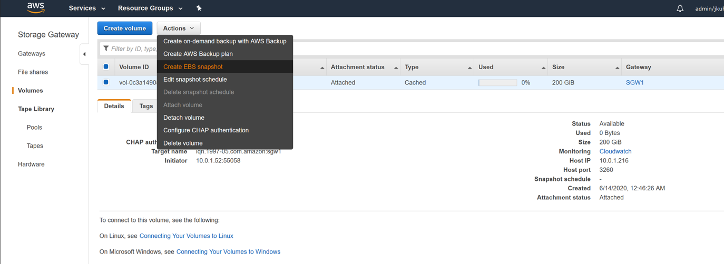 aws Services Resource Groups admin/jkul
Storage Gateway
Gateways
File shares
Volumes
Tape Library
Pools
Tapes
Hardware
Create volume Actions
Filter by ID, type,
Create on-demand backup with AWS Backup
Create AWS Backup plan
Create EBS snapshot
Edit snapshot schedule
Delete snapshot schedule
Attach volume
Detach volume
Configure CHAP authentication
Delete volume
Volume ID Attachment status Type Used Size Gateway
vol-0c3a1490 Attached Cached 0% 200 GiB SGW1
Details Tags
CHAP auth
Target name iqn.1997-05.com.amazon:sgw1
Initiator 10.0.1.52:55058
Status Available
Used 0 Bytes
Size 200 GiB
Monitoring Cloudwatch
Host IP 10.0.1.216
Host port 3260
Snapshot schedule -
Created 6/14/2020, 12:46:26 AM
Attachment status Attached
To connect to this volume, see the following:
On Linux, see Connecting Your Volumes to Linux
On Microsoft Windows, see Connecting Your Volumes to Windows